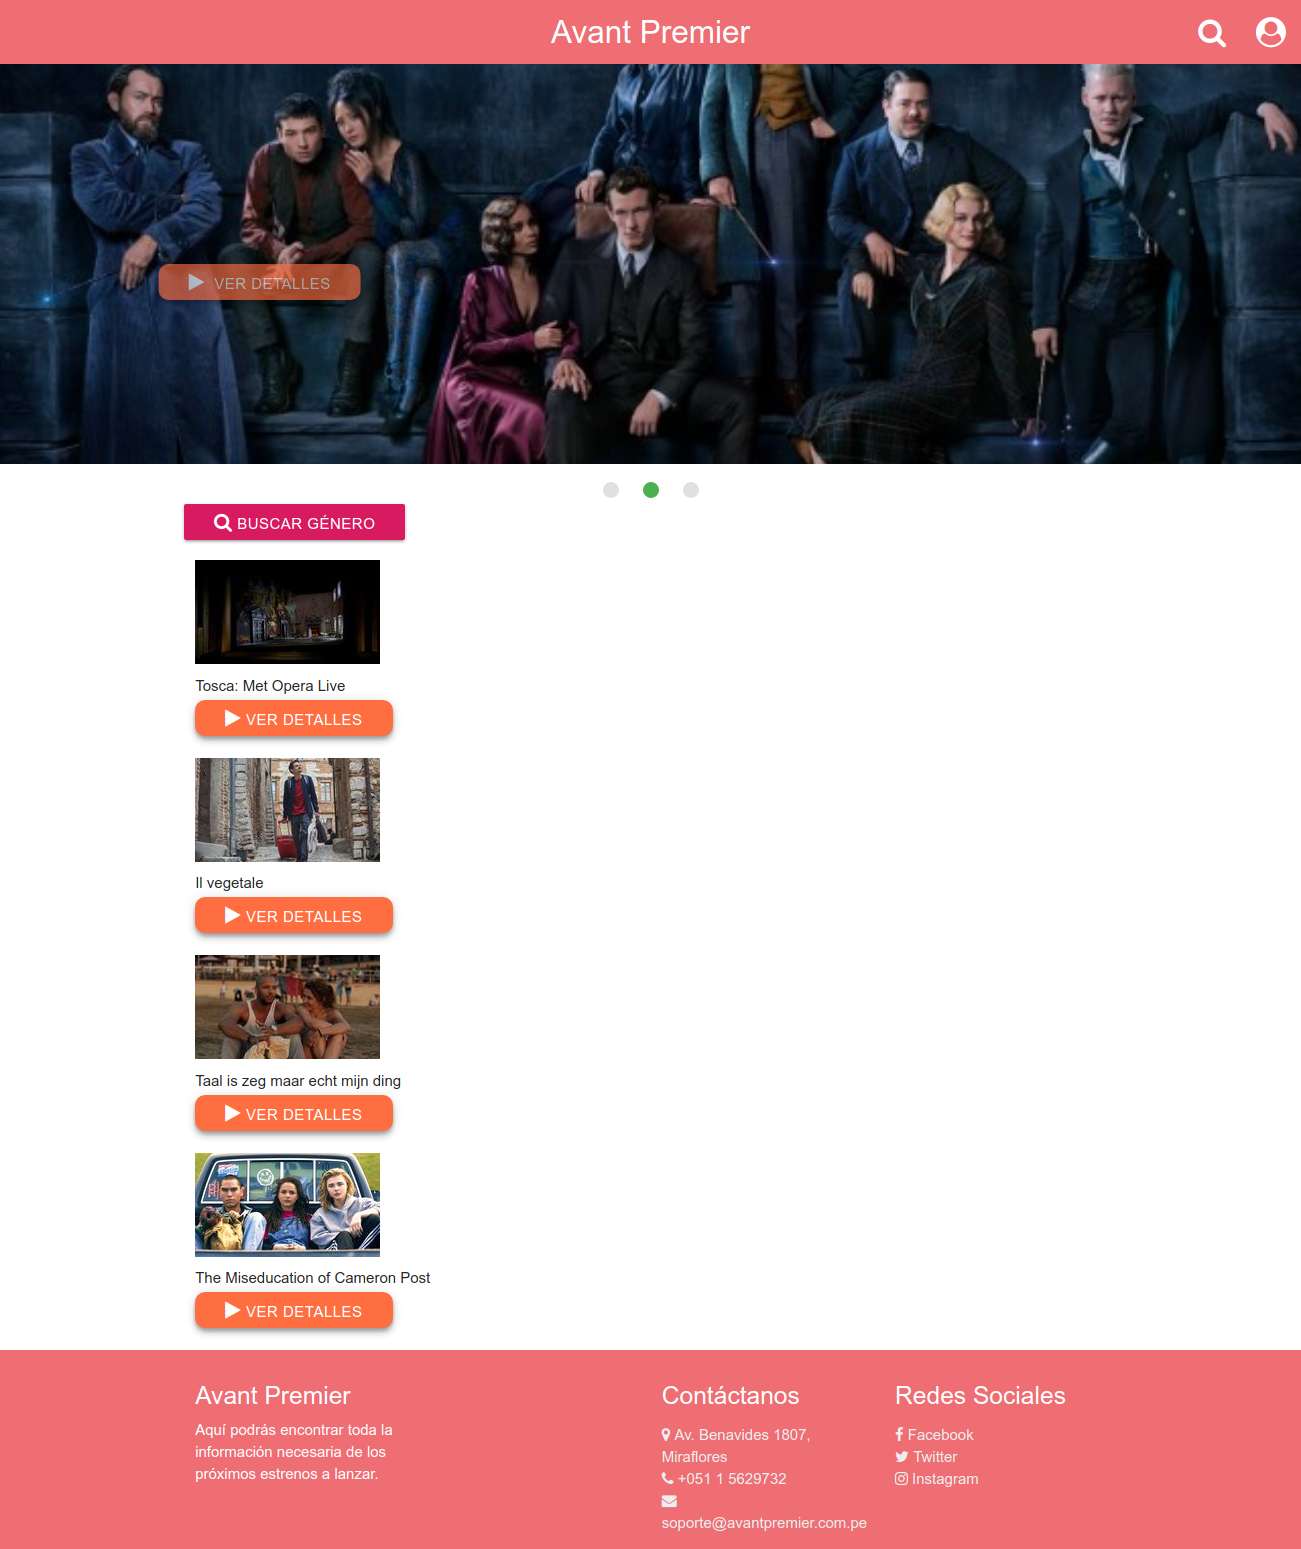 Avant Premier
VER DETALLES
BUSCAR GÉNERO
Tosca: Met Opera Live
VER DETALLES
Il vegetale
VER DETALLES
Taal is zeg maar echt mijn ding
VER DETALLES
The Miseducation of Cameron Post
VER DETALLES
Avant Premier
Aquí podrás encontrar toda la
información necesaria de los
próximos estrenos a lanzar.
Contáctanos
Av. Benavides 1807,
Miraflores
+051 1 5629732
soporte@avantpremier.com.pe
Redes Sociales
Facebook
Twitter
Instagram